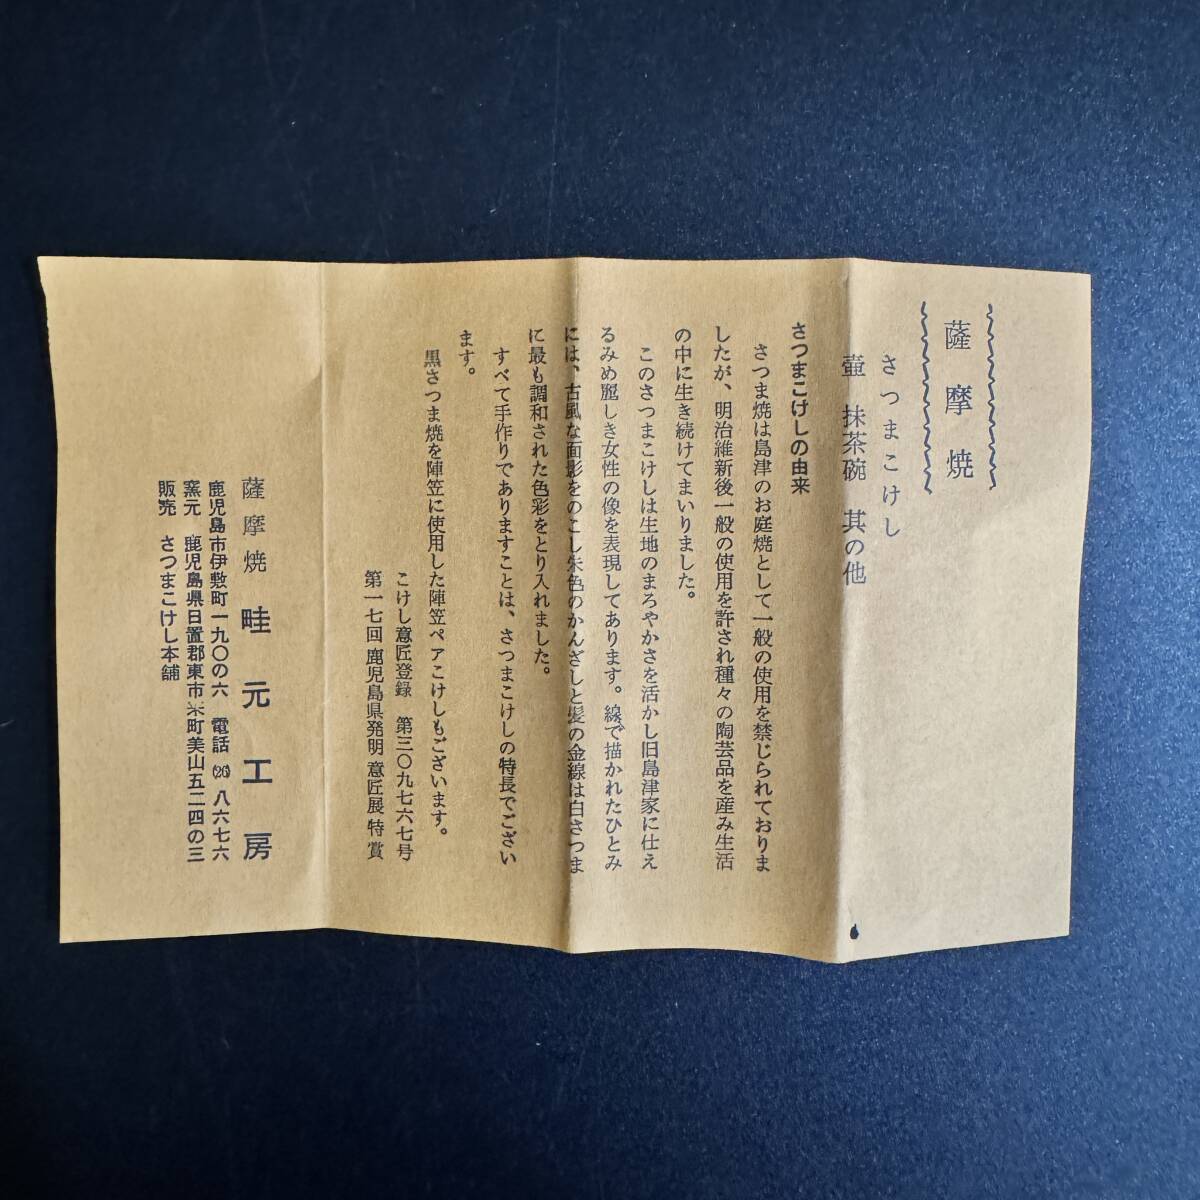 薩摩焼
さつまこけし
壷 抹茶碗 其の他
さつまこけしの由来
さつま焼は島津のお庭焼として一般の使用を禁じられておりま
したが、明治維新後一般の使用を許され種々の陶芸品を産み生活
の中に生き続けてまいりました。
このさつまこけしは生地のまろやかさを活かし旧島津家に仕え
るみめ麗しき女性の像を表現してあります。線で描かれたひとみ
には、古風な面影をのこし朱色のかんざしと髪の金線は白さつま
に最も調和された色彩をとり入れました。
すべて手作りでありますことは、さつまこけしの特長でござい
ます。
黒さつま焼を陣笠に使用した陣笠ペアこけしもございます。
こけし意匠登録 第三〇九七六七号
第一七回 鹿児島県発明 意匠展 特賞
薩摩焼 畦元工房
鹿児島市伊敷町一九〇の六 電話(26)八六七六
窯元 鹿児島県日置郡東市来町美山五二四の三
販売 さつまこけし本舗